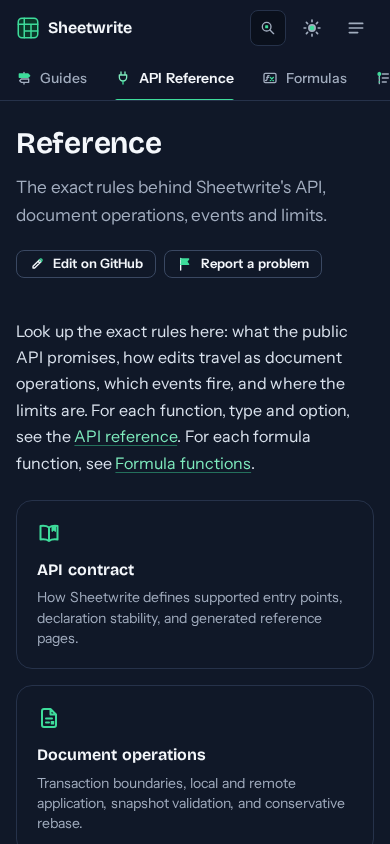 Sheetwrite
Guides
API Reference
Formulas
Reference
The exact rules behind Sheetwrite's API,
document operations, events and limits.
Edit on GitHub
Report a problem
Look up the exact rules here: what the public
API promises, how edits travel as document
operations, which events fire, and where the
limits are. For each function, type and option,
see the API reference. For each formula
function, see Formula functions.
API contract
How Sheetwrite defines supported entry points,
declaration stability, and generated reference
pages.
Document operations
Transaction boundaries, local and remote
application, snapshot validation, and conservative
rebase.